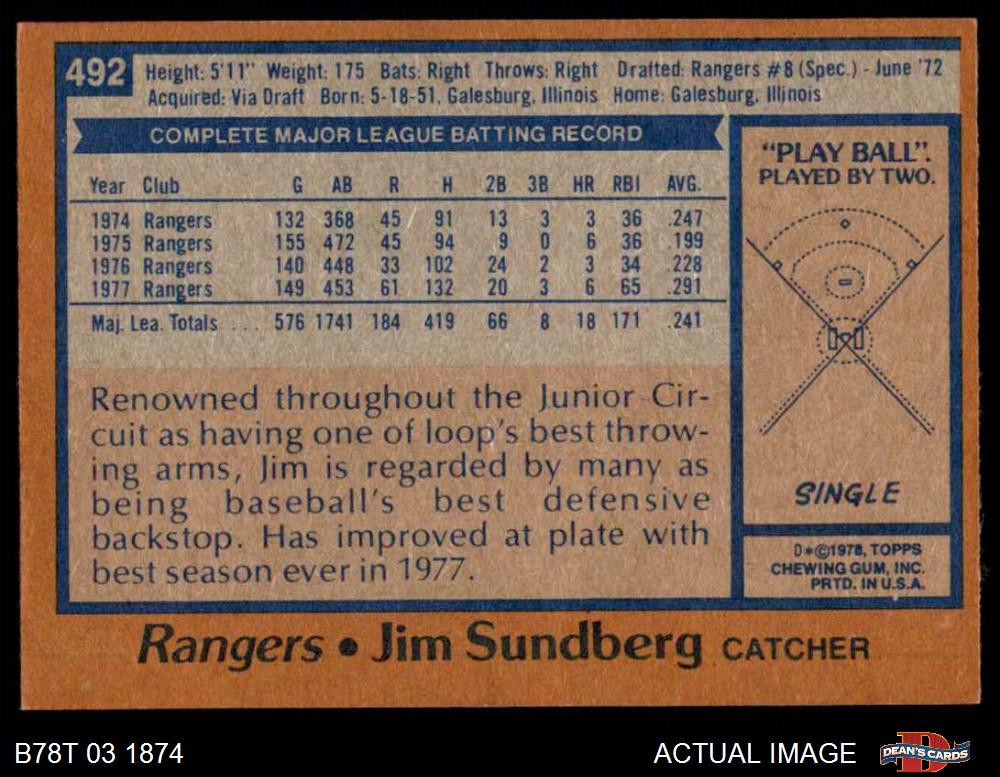 492
Height: 5'11" Weight: 175 Bats: Right Throws: Right Drafted: Rangers #8 (Spec.) - June '72
Acquired: Via Draft Born: 5-18-51, Galesburg, Illinois Home: Galesburg, Illinois
COMPLETE MAJOR LEAGUE BATTING RECORD
Year Club G AB R H 2B 3B HR RBI AVG.
1974 Rangers 132 368 45 91 13 3 3 36 .247
1975 Rangers 155 472 45 94 9 0 6 36 .199
1976 Rangers 140 448 33 102 24 2 3 34 .228
1977 Rangers 149 453 61 132 20 3 6 65 .291
Maj. Lea. Totals ... 576 1741 184 419 66 8 18 171 .241
Renowned throughout the Junior Cir-
cuit as having one of loop's best throw-
ing arms, Jim is regarded by many as
being baseball's best defensive
backstop. Has improved at plate with
best season ever in 1977.
"PLAY BALL".
PLAYED BY TWO.
SINGLE
D*©1978, TOPPS
CHEWING GUM, INC.
PRTD. IN U.S.A.
Rangers • Jim Sundberg CATCHER
B78T 03 1874
ACTUAL IMAGE
D
DEAN'S CARDS